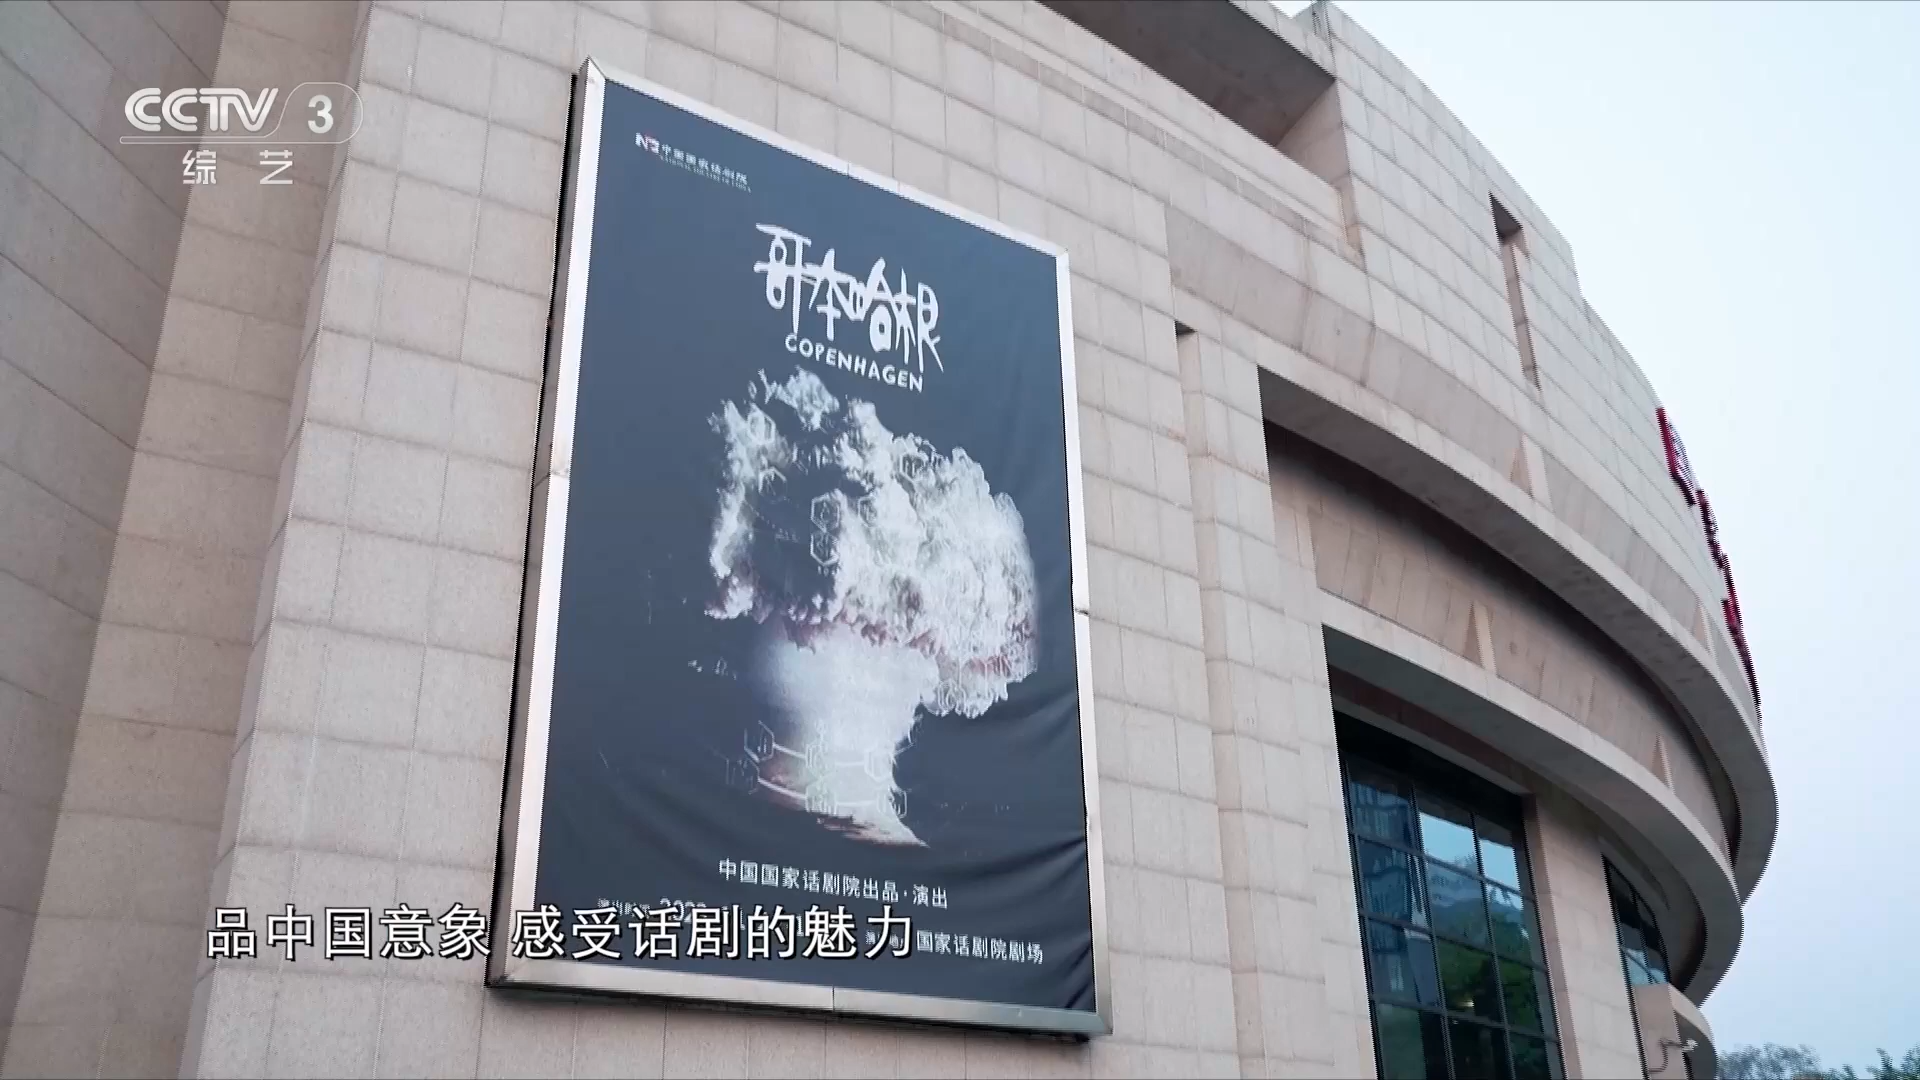 CCTV 3
综艺
中国国家话剧院
哥本哈根
COPENHAGEN
中国国家话剧院出品·演出
国家话剧院剧场
品中国意象 感受话剧的魅力